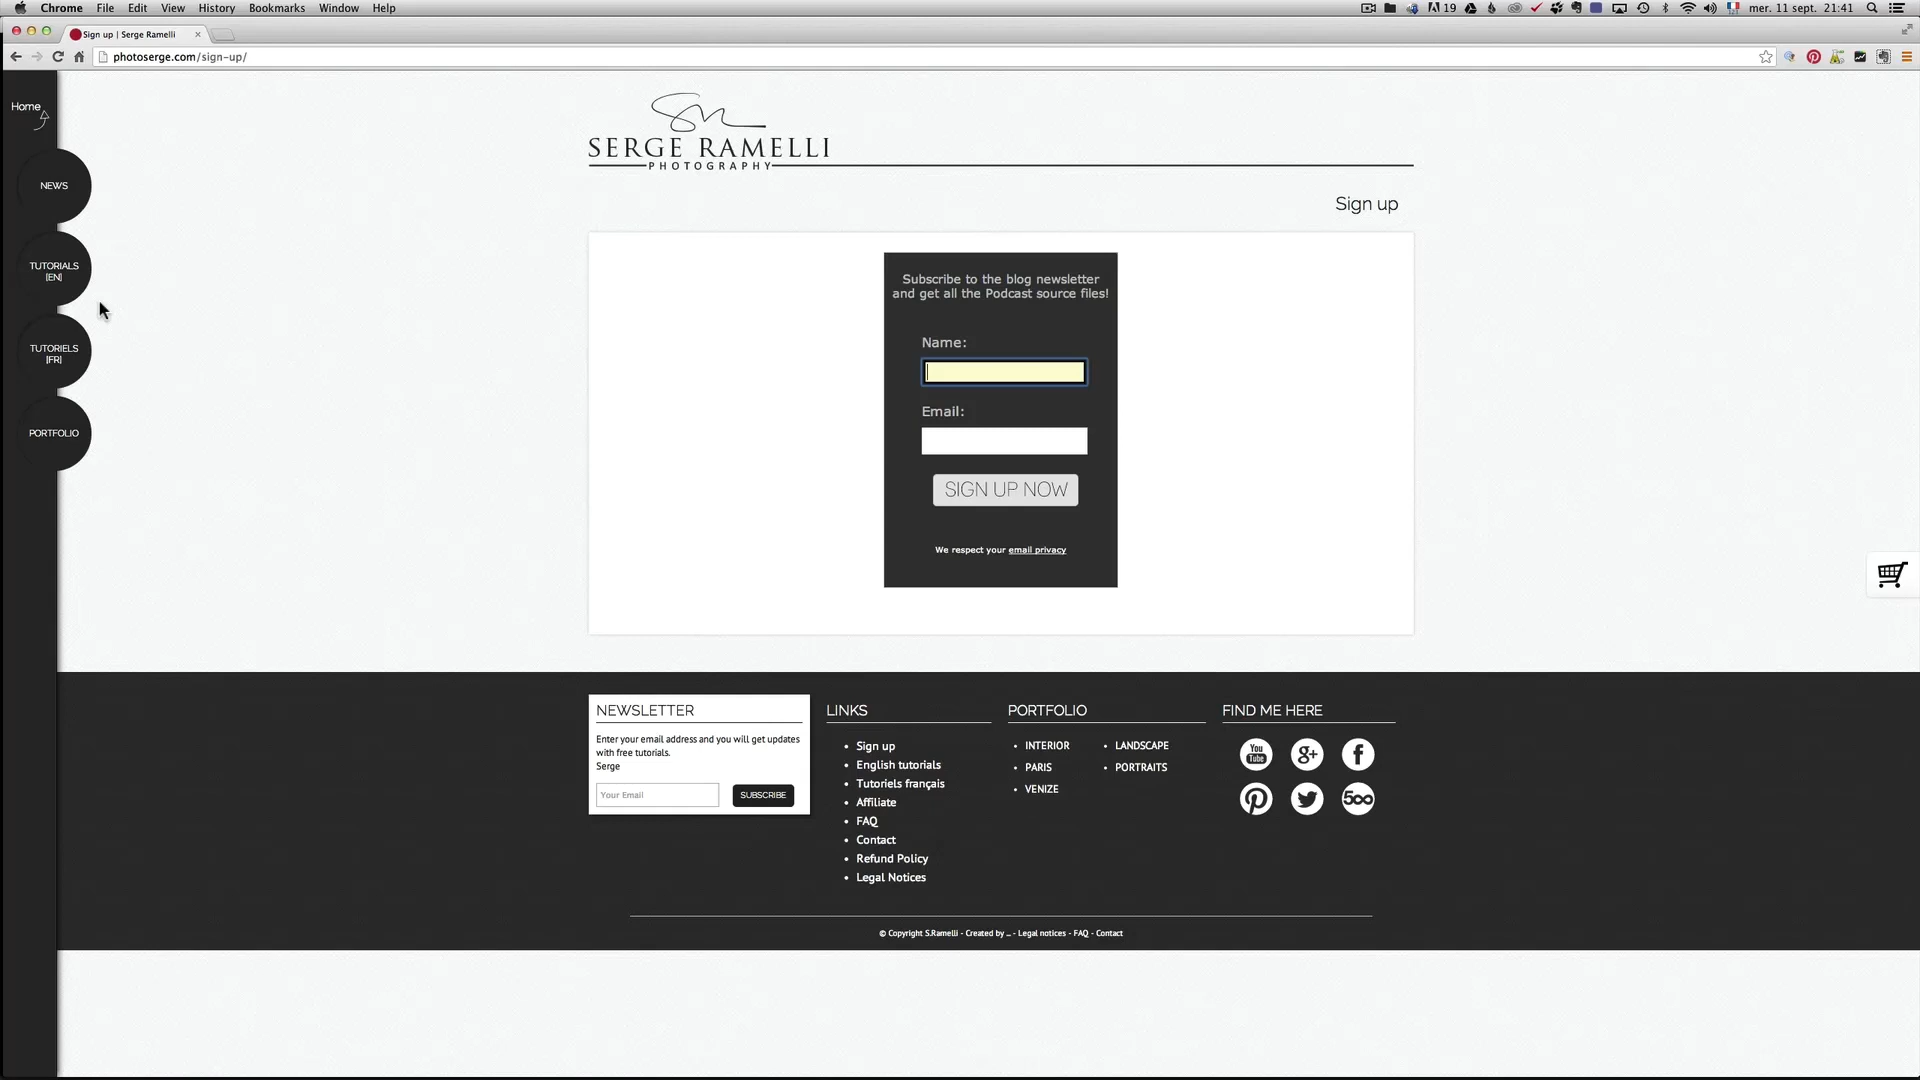 Chrome File Edit View History Bookmarks Window Help
19 mer. 11 sept. 21:41
Sign up | Serge Ramelli
photoserge.com/sign-up/
Home
NEWS
TUTORIALS
[EN]
TUTORIELS
[FR]
PORTFOLIO
SERGE RAMELLI
PHOTOGRAPHY
Sign up
Subscribe to the blog newsletter
and get all the Podcast source files!
Name:
Email:
SIGN UP NOW
We respect your email privacy
NEWSLETTER
Enter your email address and you will get updates
with free tutorials.
Serge
Your Email
SUBSCRIBE
LINKS
Sign up
English tutorials
Tutoriels français
Affiliate
FAQ
Contact
Refund Policy
Legal Notices
PORTFOLIO
INTERIOR
PARIS
VENIZE
LANDSCAPE
PORTRAITS
FIND ME HERE
You
Tube
g+
f
500
© Copyright S.Ramelli - Created by ... - Legal notices - FAQ - Contact